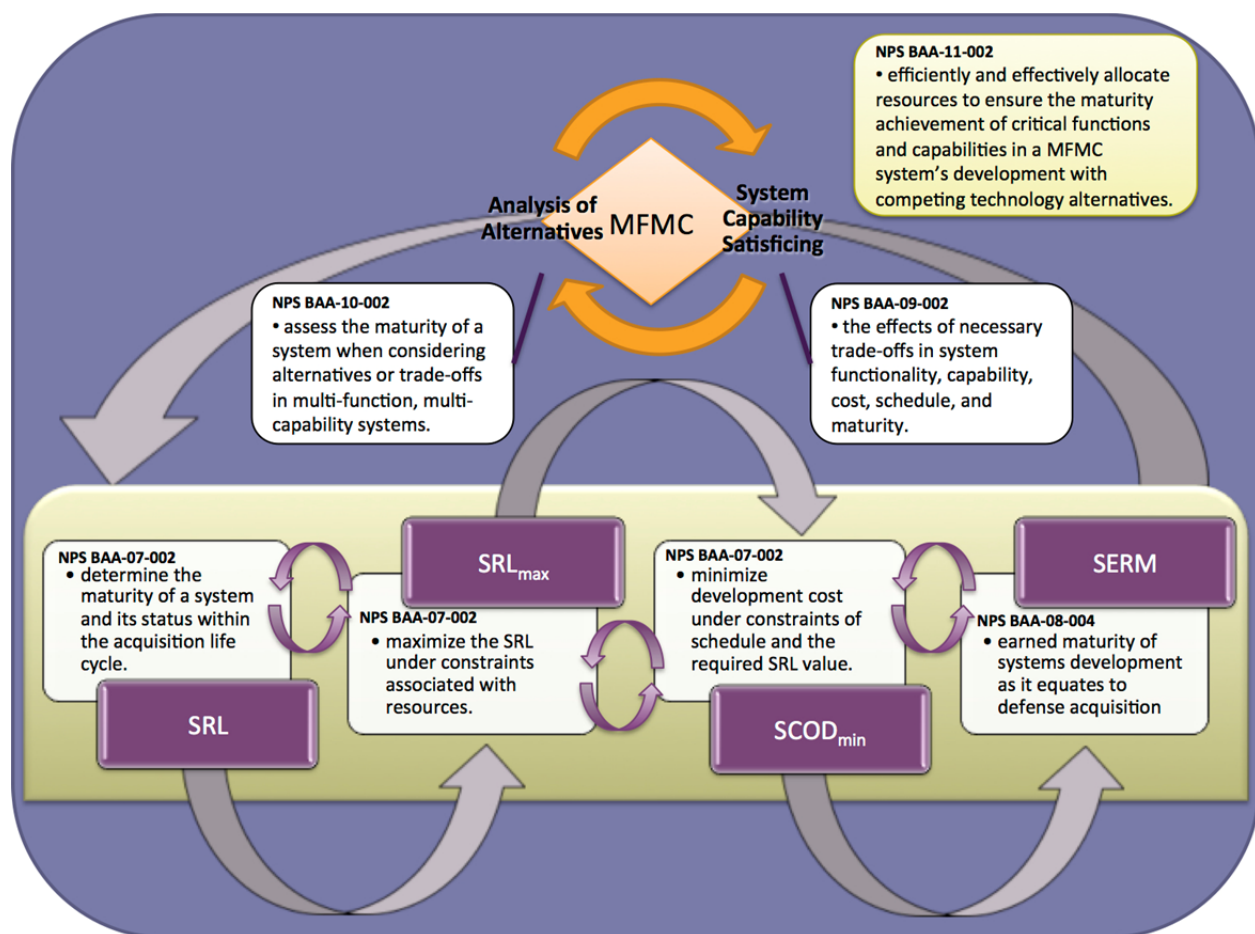 NPS BAA-11-002
• efficiently and effectively allocate
resources to ensure the maturity
achievement of critical functions
and capabilities in a MFMC
system's development with
competing technology alternatives.
Analysis of
Alternatives
MFMC
System
Capability
Satisficing
NPS BAA-10-002
• assess the maturity of a
system when considering
alternatives or trade-offs
in multi-function, multi-
capability systems.
NPS BAA-09-002
• the effects of necessary
trade-offs in system
functionality, capability,
cost, schedule, and
maturity.
NPS BAA-07-002
• determine the
maturity of a system
and its status within
the acquisition life
cycle.
SRL
SRLmax
NPS BAA-07-002
• maximize the SRL
under constraints
associated with
resources.
NPS BAA-07-002
• minimize
development cost
under constraints of
schedule and the
required SRL value.
SCODmin
SERM
NPS BAA-08-004
• earned maturity of
systems development
as it equates to
defense acquisition